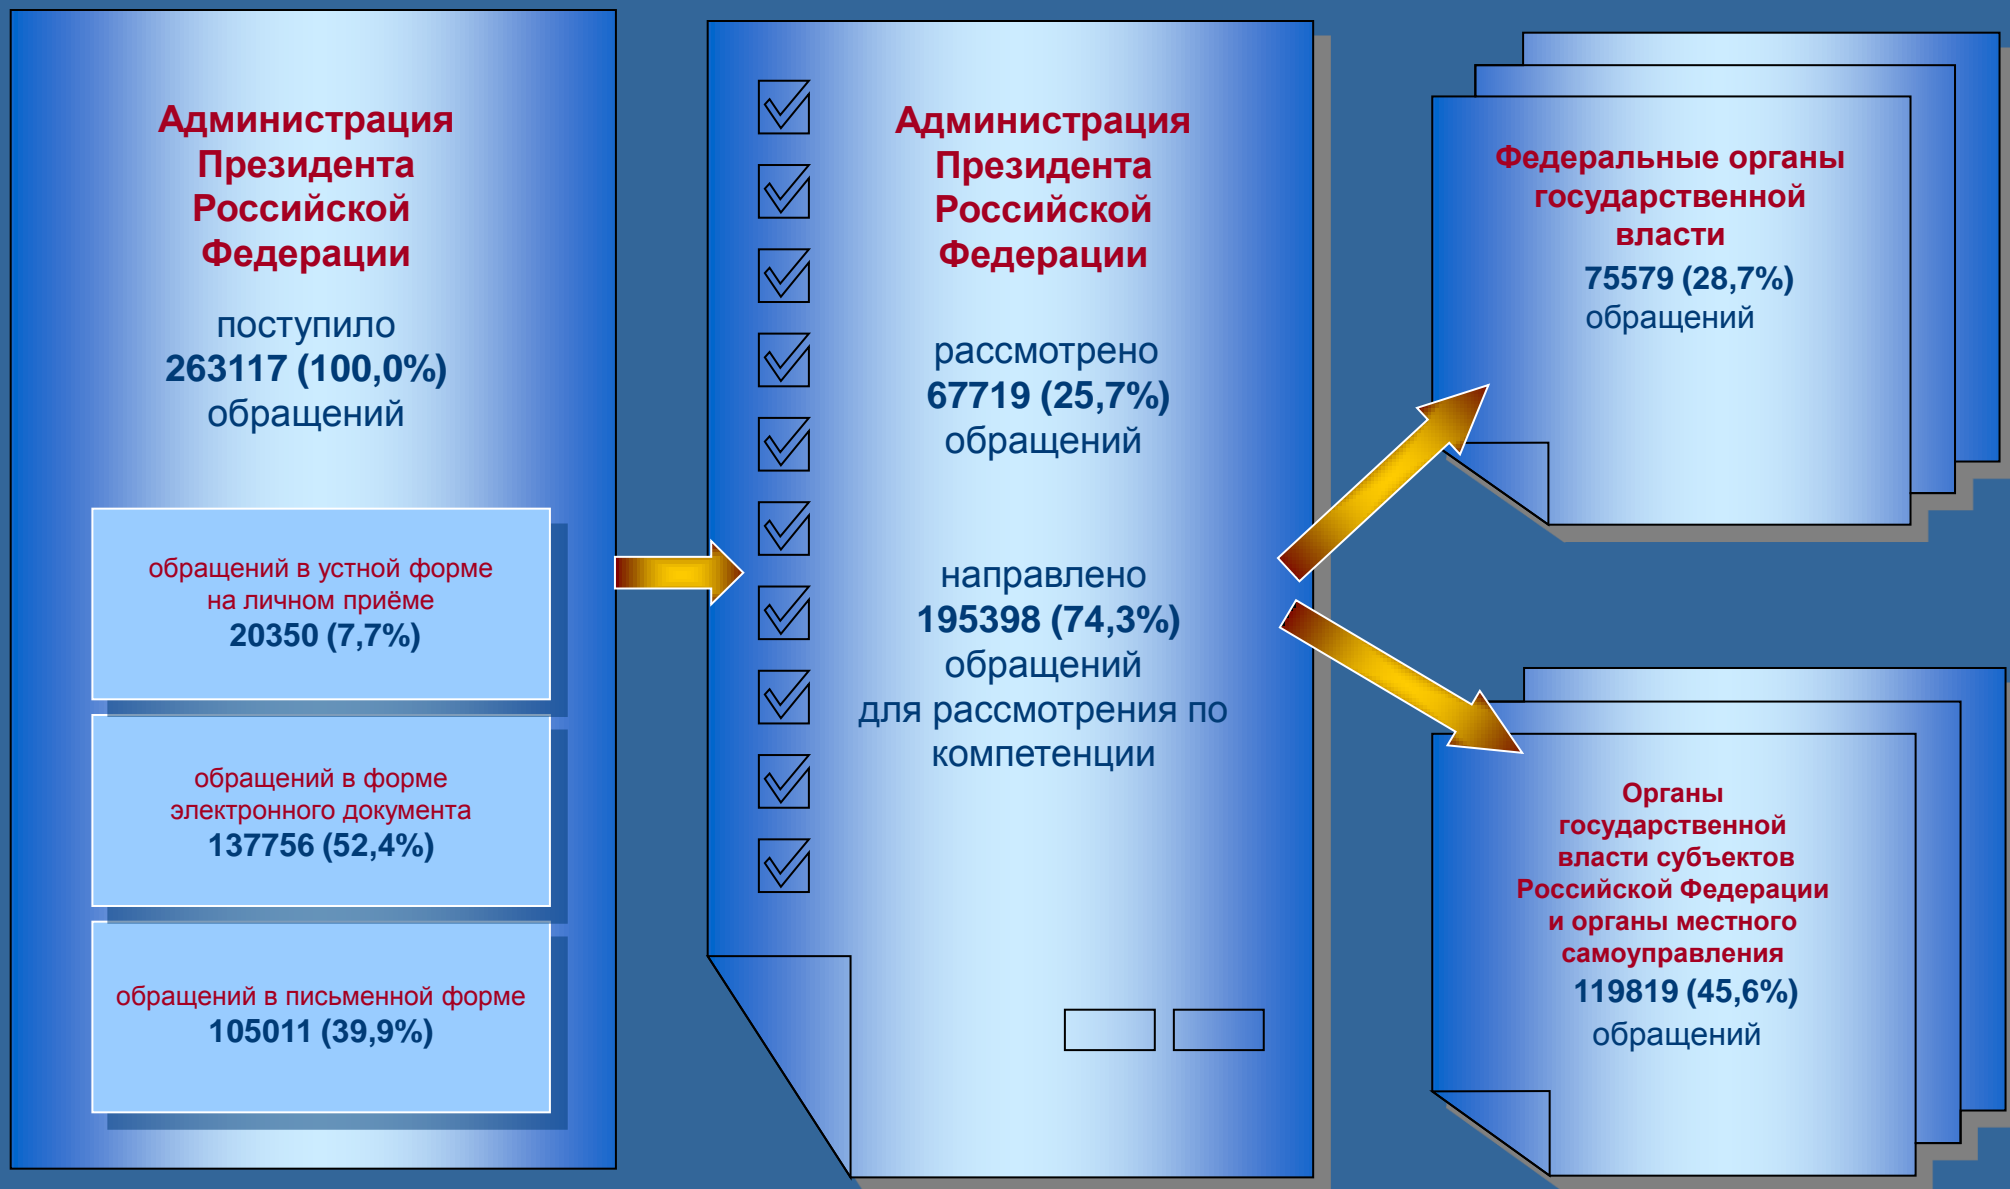 Администрация
Президента
Российской
Федерации
поступило
263117 (100,0%)
обращений
обращений в устной форме
на личном приёме
20350 (7,7%)
обращений в форме
электронного документа
137756 (52,4%)
обращений в письменной форме
105011 (39,9%)
Администрация
Президента
Российской
Федерации
рассмотрено
67719 (25,7%)
обращений
направлено
195398 (74,3%)
обращений
для рассмотрения по
компетенции
Федеральные органы
государственной
власти
75579 (28,7%)
обращений
Органы
государственной
власти субъектов
Российской Федерации
и органы местного
самоуправления
119819 (45,6%)
обращений